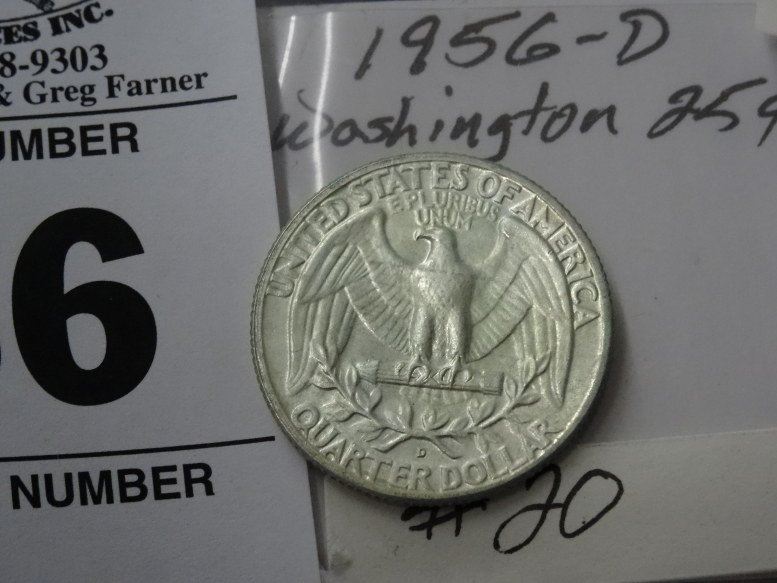 CES INC.
8-9303
& Greg Farner
UMBER
6
NUMBER
1956-D
Washington 25¢
UNITED STATES OF AMERICA
E PLURIBUS
UNUM
D
QUARTER DOLLAR
#20